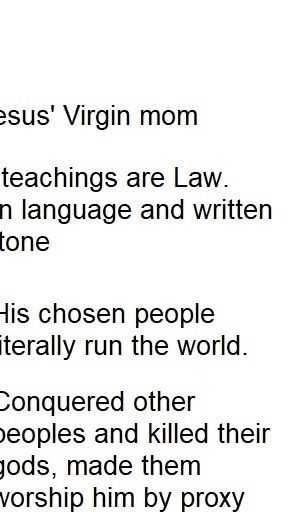 esus' Virgin mom
teachings are Law.
n language and written
tone
His chosen people
iterally run the world.
Conquered other
peoples and killed their
gods, made them
worship him by proxy